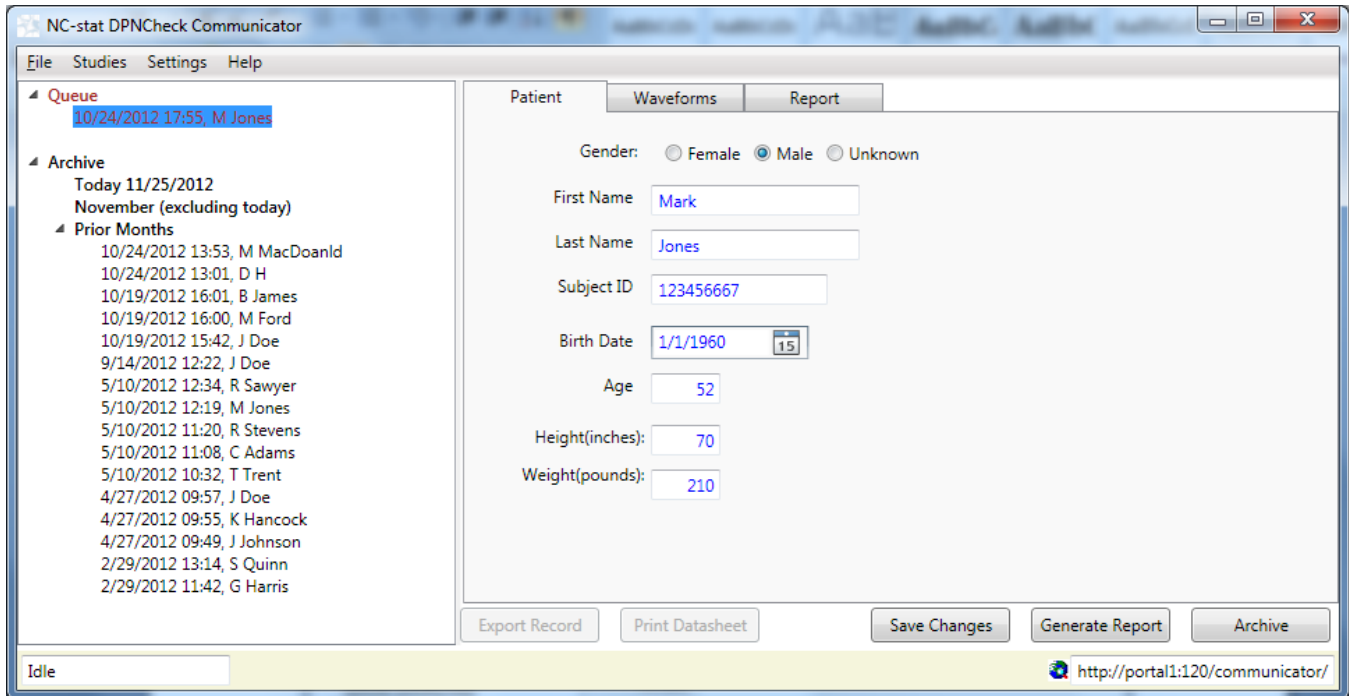 NC-stat DPNCheck Communicator
File Studies Settings Help
Queue
10/24/2012 17:55, M Jones
Archive
Today 11/25/2012
November (excluding today)
Prior Months
10/24/2012 13:53, M MacDoanld
10/24/2012 13:01, D H
10/19/2012 16:01, B James
10/19/2012 16:00, M Ford
10/19/2012 15:42, J Doe
9/14/2012 12:22, J Doe
5/10/2012 12:34, R Sawyer
5/10/2012 12:19, M Jones
5/10/2012 11:20, R Stevens
5/10/2012 11:08, C Adams
5/10/2012 10:32, T Trent
4/27/2012 09:57, J Doe
4/27/2012 09:55, K Hancock
4/27/2012 09:49, J Johnson
2/29/2012 13:14, S Quinn
2/29/2012 11:42, G Harris
Patient Waveforms Report
Gender: Female Male Unknown
First Name Mark
Last Name Jones
Subject ID 123456667
Birth Date 1/1/1960 15
Age 52
Height(inches): 70
Weight(pounds): 210
Export Record Print Datasheet Save Changes Generate Report Archive
Idle http://portal1:120/communicator/